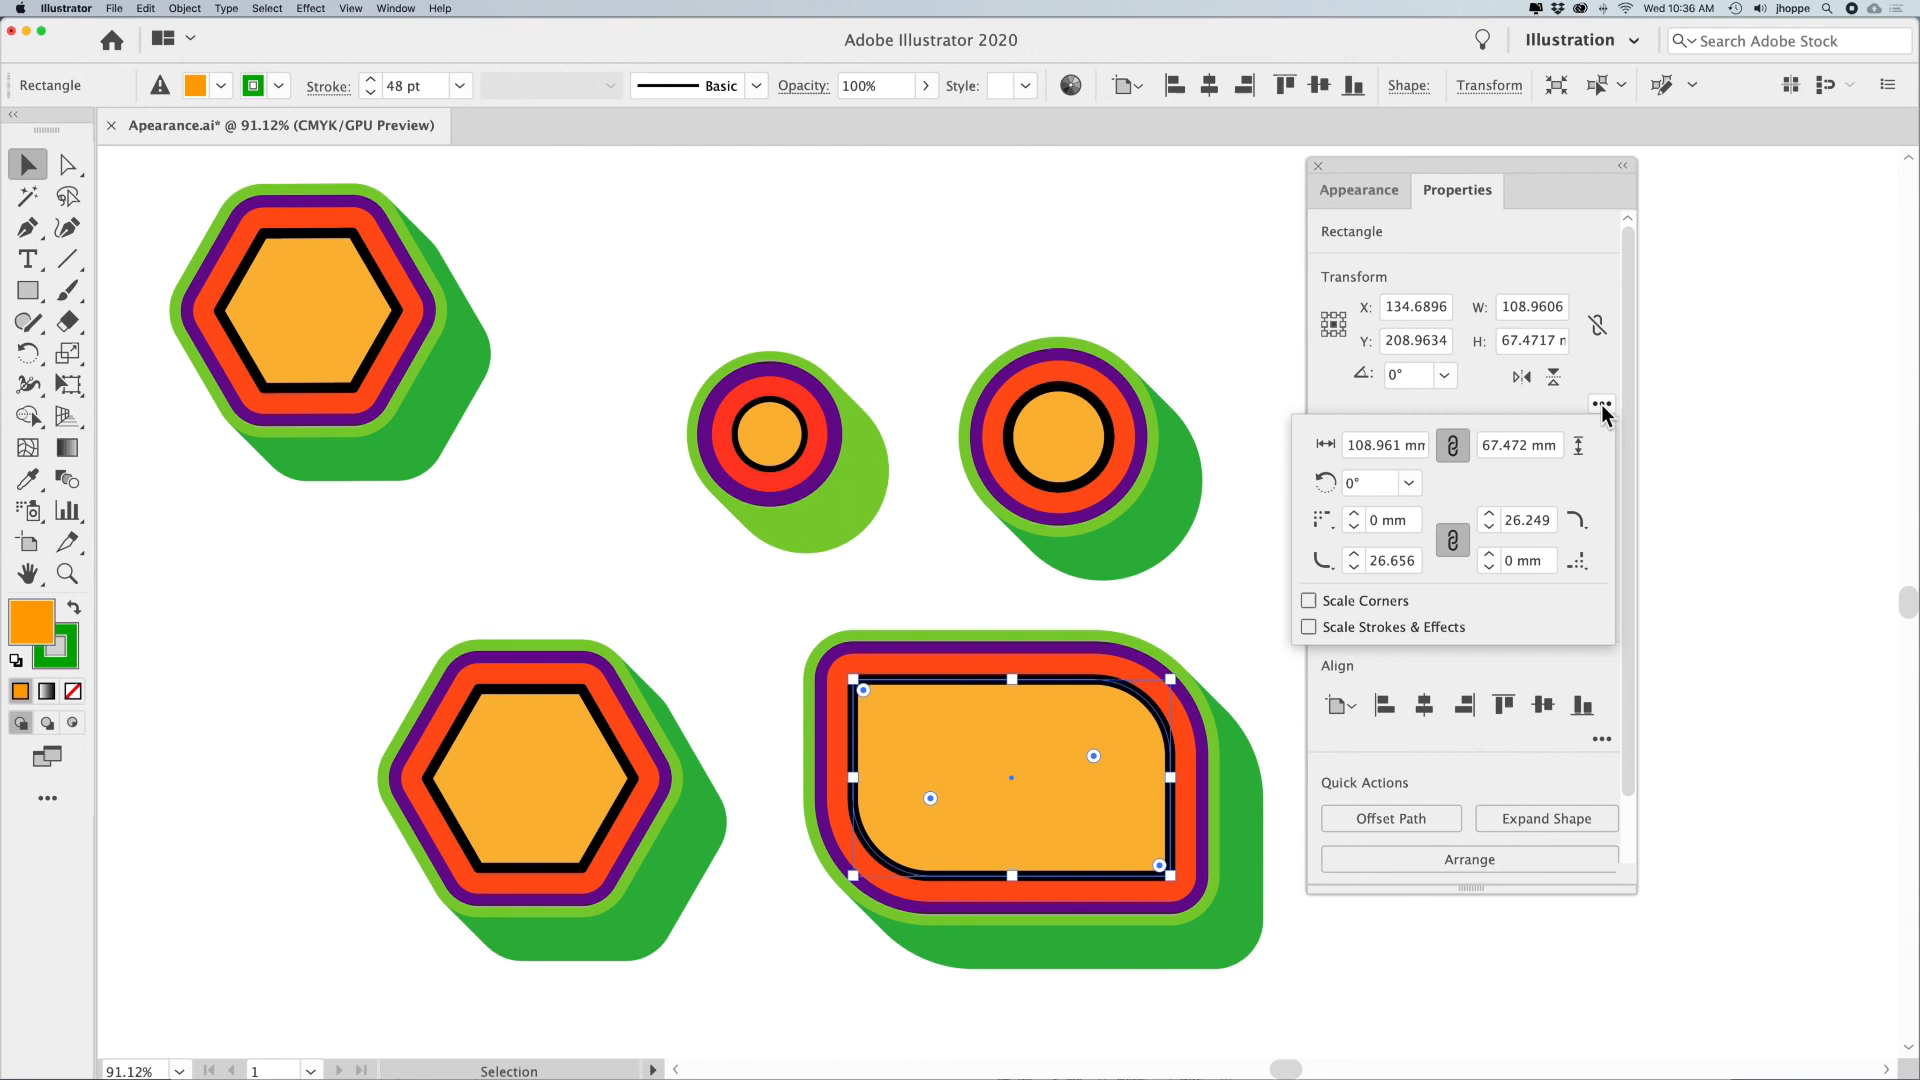 Illustrator File Edit Object Type Select Effect View Window Help Wed 10:36 AM jhoppe
Adobe Illustrator 2020 Illustration Search Adobe Stock
Rectangle Stroke: 48 pt Basic Opacity: 100% Style: Shape: Transform
Apearance.ai* @ 91.12% (CMYK/GPU Preview)
Appearance Properties
Rectangle
Transform
X: 134.6896 W: 108.9606
Y: 208.9634 H: 67.4717
0°
108.961 mm 67.472 mm
0°
0 mm 26.249
26.656 0 mm
Scale Corners
Scale Strokes & Effects
Align
Quick Actions
Offset Path Expand Shape
Arrange
91.12% 1 Selection